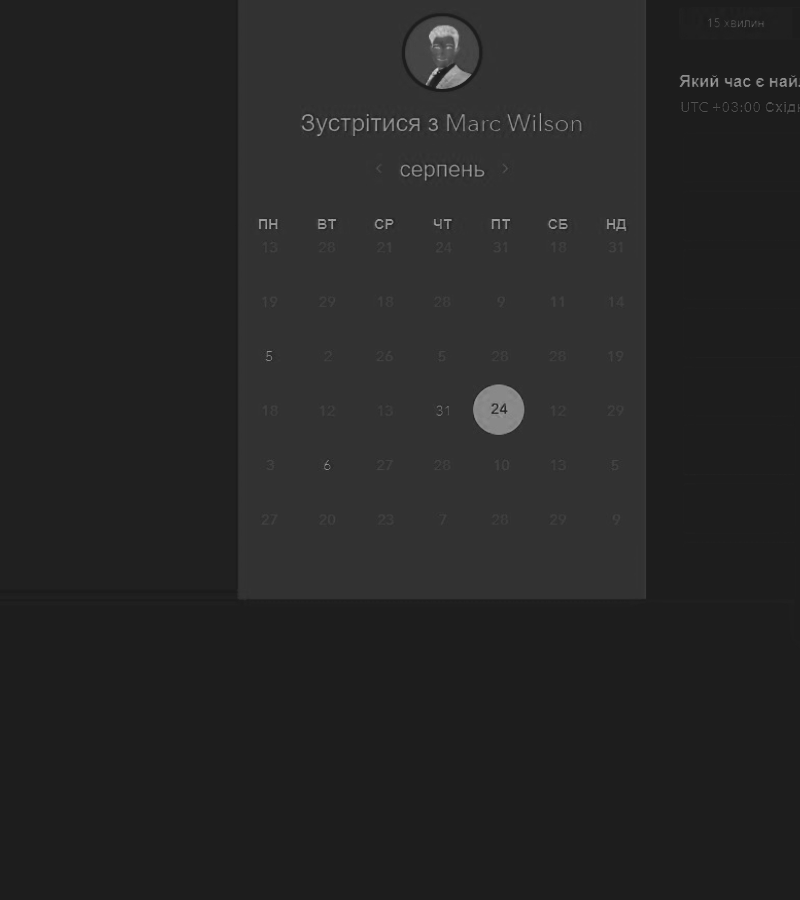 Зустрітися з Marc Wilson
серпень
ПН ВТ СР ЧТ ПТ СБ НД
13 28 21 24 31 18 31
19 29 18 28 9 11 14
5 2 26 5 28 28 19
18 12 13 31 24 12 29
3 6 27 28 10 13 5
27 20 23 7 28 29 9
15 хвилин
Який час є най
UTC +03:00 Схід